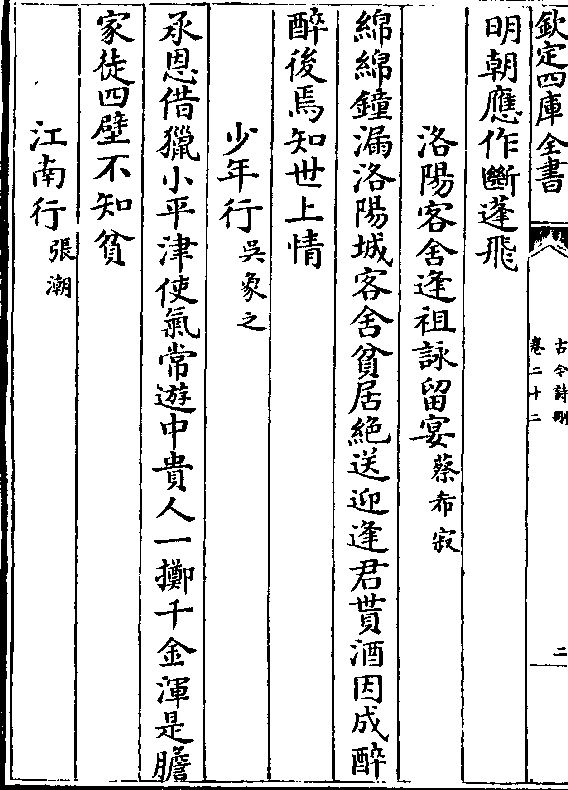 欽定四庫全書
古今詩刪
卷二十二
二
明朝應作斷蓬飛
洛陽客舍逢祖詠留宴 蔡希寂
綿綿鐘漏洛陽城客舍貧居絕送迎逢君貰酒因成醉
醉後焉知世上情
少年行 吳象之
承恩借獵小平津使氣常遊中貴人一擲千金渾是膽
家徒四壁不知貧
江南行 張潮